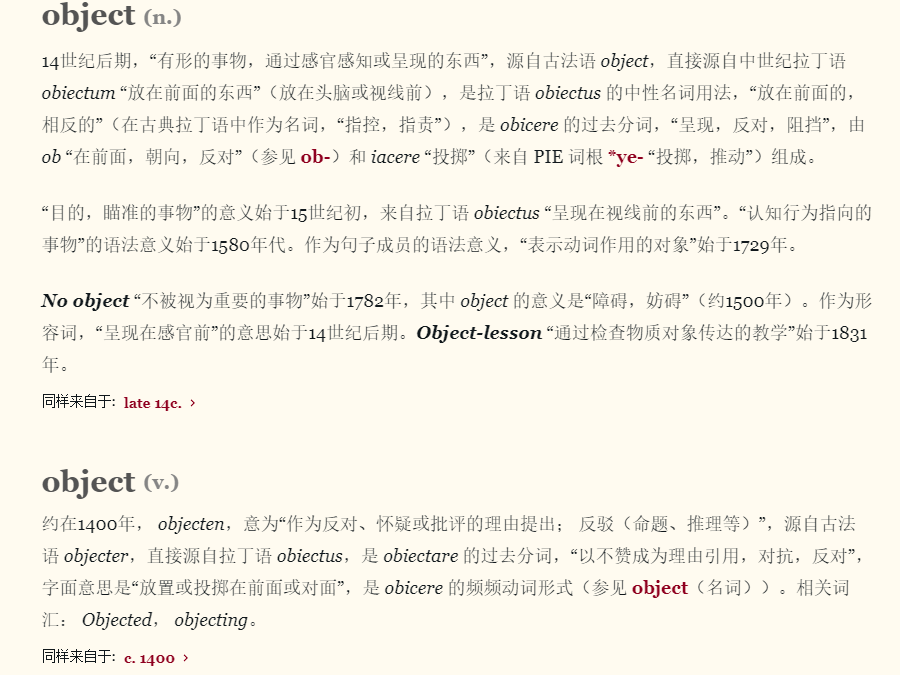 object (n.)
14世纪后期，“有形的事物，通过感官感知或呈现的东西”，源自古法语 object，直接源自中世纪拉丁语
obiectum “放在前面的东西”（放在头脑或视线前），是拉丁语 obiectus 的中性名词用法，“放在前面的，
相反的”（在古典拉丁语中作为名词，“指控，指责”），是 obicere 的过去分词，“呈现，反对，阻挡”，由
ob “在前面，朝向，反对”（参见 ob-）和 iacere “投掷”（来自 PIE 词根 *ye- “投掷，推动”）组成。
“目的，瞄准的事物”的意义始于15世纪初，来自拉丁语 obiectus “呈现在视线前的东西”。“认知行为指向的
事物”的语法意义始于1580年代。作为句子成员的语法意义，“表示动词作用的对象”始于1729年。
No object “不被视为重要的事物”始于1782年，其中 object 的意义是“障碍，妨碍”（约1500年）。作为形
容词，“呈现在感官前”的意思始于14世纪后期。Object-lesson “通过检查物质对象传达的教学”始于1831
年。
同样来自于: late 14c. ›
object (v.)
约在1400年， objecten，意为“作为反对、怀疑或批评的理由提出； 反驳（命题、推理等）”，源自古法
语 objecter，直接源自拉丁语 obiectus，是 obiectare 的过去分词，“以不赞成为理由引用，对抗，反对”，
字面意思是“放置或投掷在前面或对面”，是 obicere 的频频动词形式（参见 object（名词））。相关词
汇： Objected， objecting。
同样来自于: c. 1400 ›